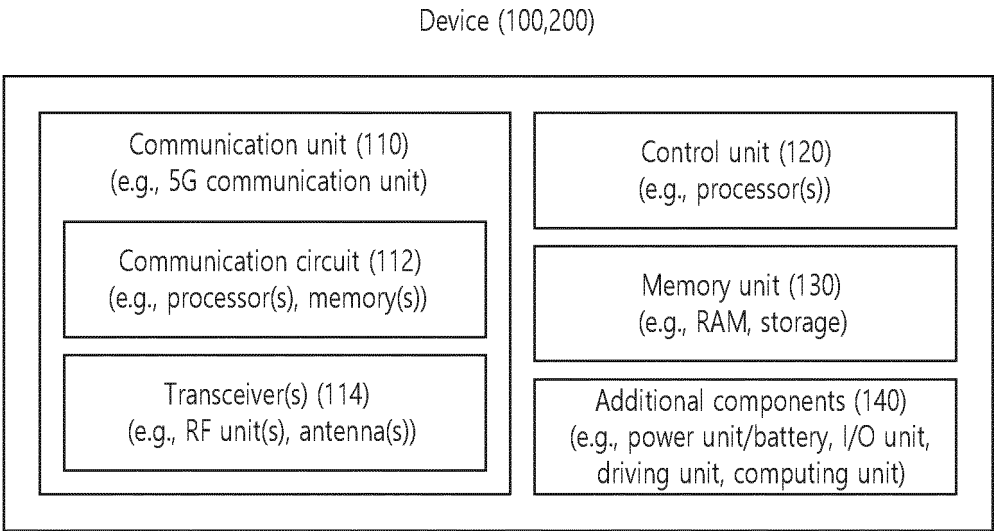 Device (100,200)
Communication unit (110)
(e.g., 5G communication unit)
Communication circuit (112)
(e.g., processor(s), memory(s))
Transceiver(s) (114)
(e.g., RF unit(s), antenna(s))
Control unit (120)
(e.g., processor(s))
Memory unit (130)
(e.g., RAM, storage)
Additional components (140)
(e.g., power unit/battery, I/O unit,
driving unit, computing unit)